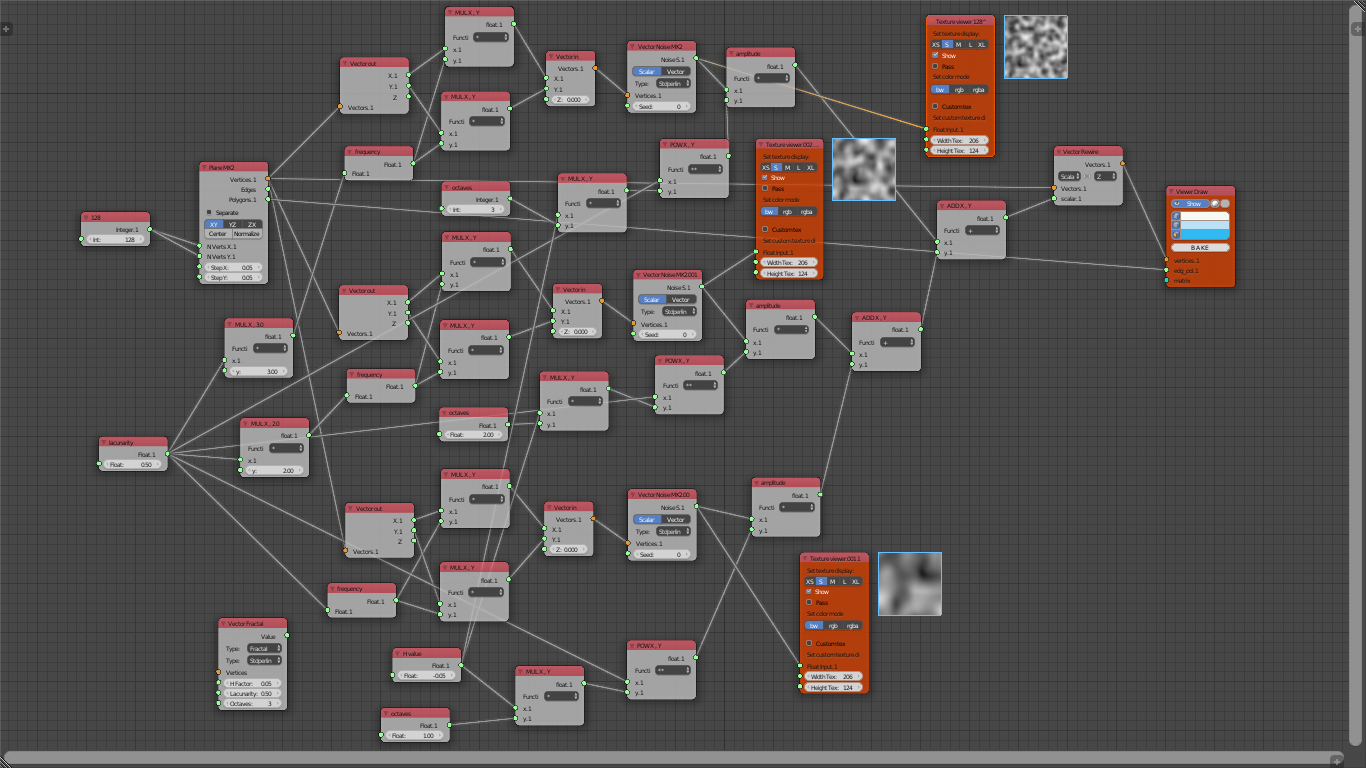 128
Integer.1
Int: 128
Plane MK2
Vertices.1
Edges
Polygons.1
Separate
XY YZ ZX
Center Normalize
N Verts X.1
N Verts Y.1
Step X: 0.05
Step Y: 0.05
Vector out
X.1
Y.1
Z
Vectors.1
frequency
Float.1
Float.1
MUL X , Y
float.1
Functi *
x.1
y.1
MUL X , Y
float.1
Functi *
x.1
y.1
Vector in
Vectors.1
X.1
Y.1
Z: 0.000
Vector Noise MK2
Noise S.1
Scalar Vector
Type: Stdperlin
Vertices.1
Seed: 0
amplitude
float.1
Functi *
x.1
y.1
Texture viewer 128*
Set texture display:
XS S M L XL
Show
Pass
Set color mode
bw rgb rgba
Custom tex
Set custom texture di
Float Input.1
Width Tex: 206
Height Tex: 124
octaves
Integer.1
Int: 3
MUL X , Y
float.1
Functi *
x.1
y.1
POW X , Y
float.1
Functi **
x.1
y.1
Texture viewer.002...
Set texture display:
XS S M L XL
Show
Pass
Set color mode
bw rgb rgba
Custom tex
Set custom texture di
Float Input.1
Width Tex: 206
Height Tex: 124
Vector Rewire
Vectors.1
Scala Z
Vectors.1
scalar.1
Viewer Draw
Show
BAKE
vertices.1
edg_pol.1
matrix
ADD X , Y
float.1
Functi +
x.1
y.1
Vector out
X.1
Y.1
Z
Vectors.1
MUL X , Y
float.1
Functi *
x.1
y.1
MUL X , Y
float.1
Functi *
x.1
y.1
Vector in
Vectors.1
X.1
Y.1
Z: 0.000
Vector Noise MK2.001
Noise S.1
Scalar Vector
Type: Stdperlin
Vertices.1
Seed: 0
amplitude
float.1
Functi *
x.1
y.1
ADD X , Y
float.1
Functi +
x.1
y.1
MUL X , 3.0
float.1
Functi *
x.1
y: 3.00
frequency
Float.1
Float.1
POW X , Y
float.1
Functi **
x.1
y.1
MUL X , Y
float.1
Functi *
x.1
y.1
octaves
Float.1
Float: 2.00
MUL X , 2.0
float.1
Functi *
x.1
y: 2.00
lacunarity
Float.1
Float: 0.50
Vector out
X.1
Y.1
Z
Vectors.1
MUL X , Y
float.1
Functi *
x.1
y.1
MUL X , Y
float.1
Functi *
x.1
y.1
Vector in
Vectors.1
X.1
Y.1
Z: 0.000
Vector Noise MK2.00
Noise S.1
Scalar Vector
Type: Stdperlin
Vertices.1
Seed: 0
amplitude
float.1
Functi *
x.1
y.1
Texture viewer.001.1
Set texture display:
XS S M L XL
Show
Pass
Set color mode
bw rgb rgba
Custom tex
Set custom texture di
Float Input.1
Width Tex: 206
Height Tex: 124
frequency
Float.1
Float.1
Vector Fractal
Value
Type: Fractal
Type: Stdperlin
Vertices
H Factor: 0.05
Lacunarity: 0.50
Octaves: 3
H value
Float.1
Float: -0.05
MUL X , Y
float.1
Functi *
x.1
y.1
POW X , Y
float.1
Functi **
x.1
y.1
octaves
Float.1
Float: 1.00